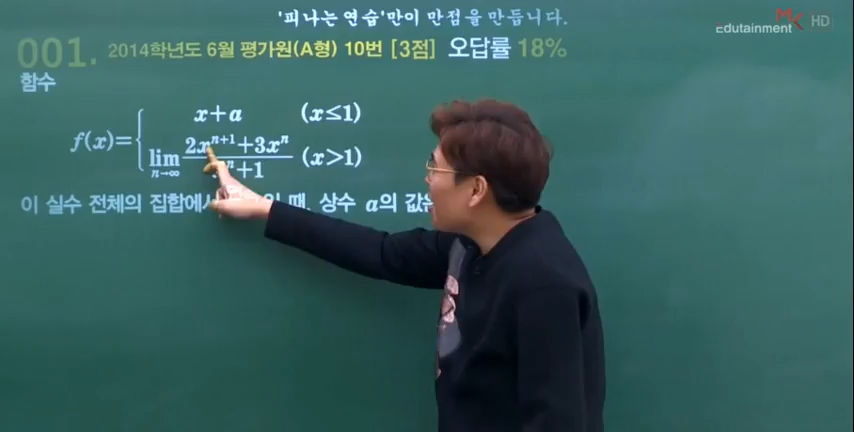 '피나는 연습'만이 만점을 만듭니다.
MK Edutainment HD
001. 2014학년도 6월 평가원(A형) 10번 [3점] 오답률 18%
함수
x+a (x≤1)
f(x)={
lim n→∞ 2xⁿ⁺¹+3xⁿ / ⁿ+1 (x>1)
이 실수 전체의 집합에서 때, 상수 a의 값은